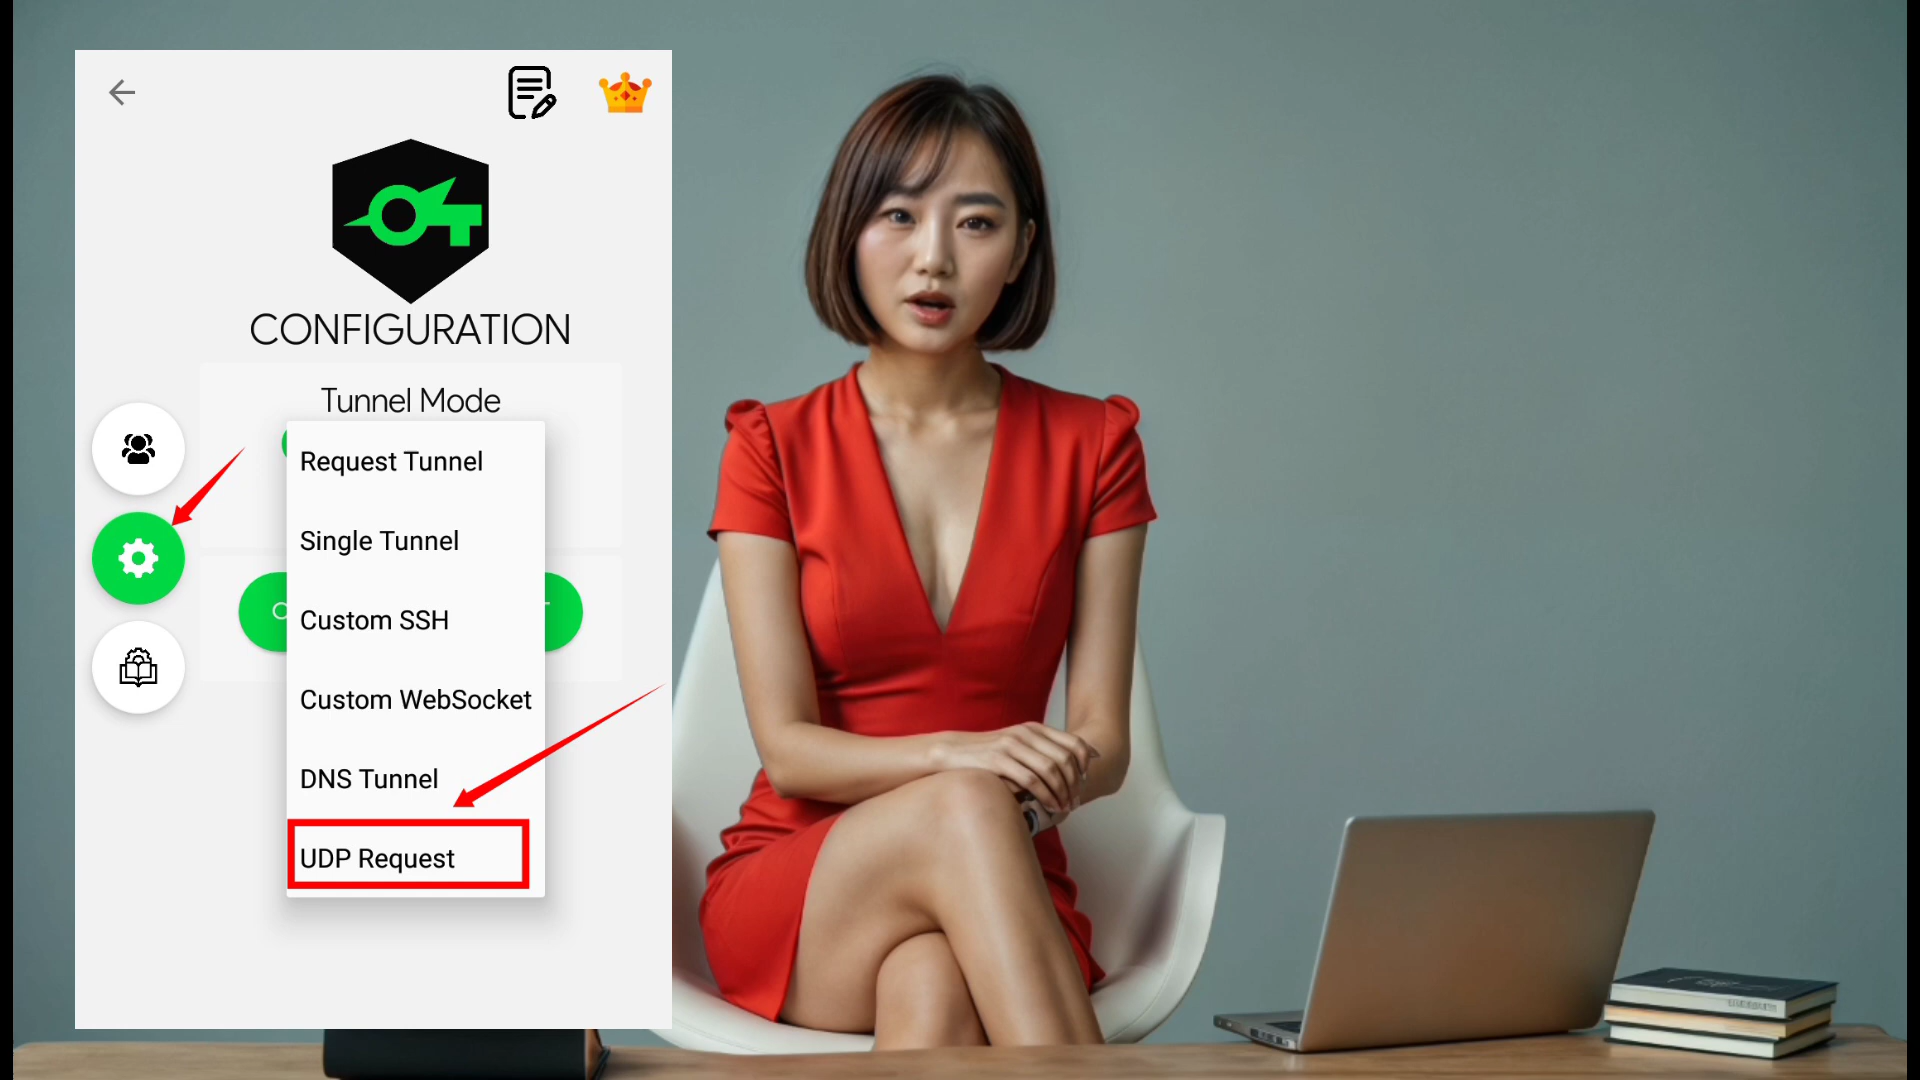 CONFIGURATION
Tunnel Mode
Request Tunnel
Single Tunnel
Custom SSH
Custom WebSocket
DNS Tunnel
UDP Request